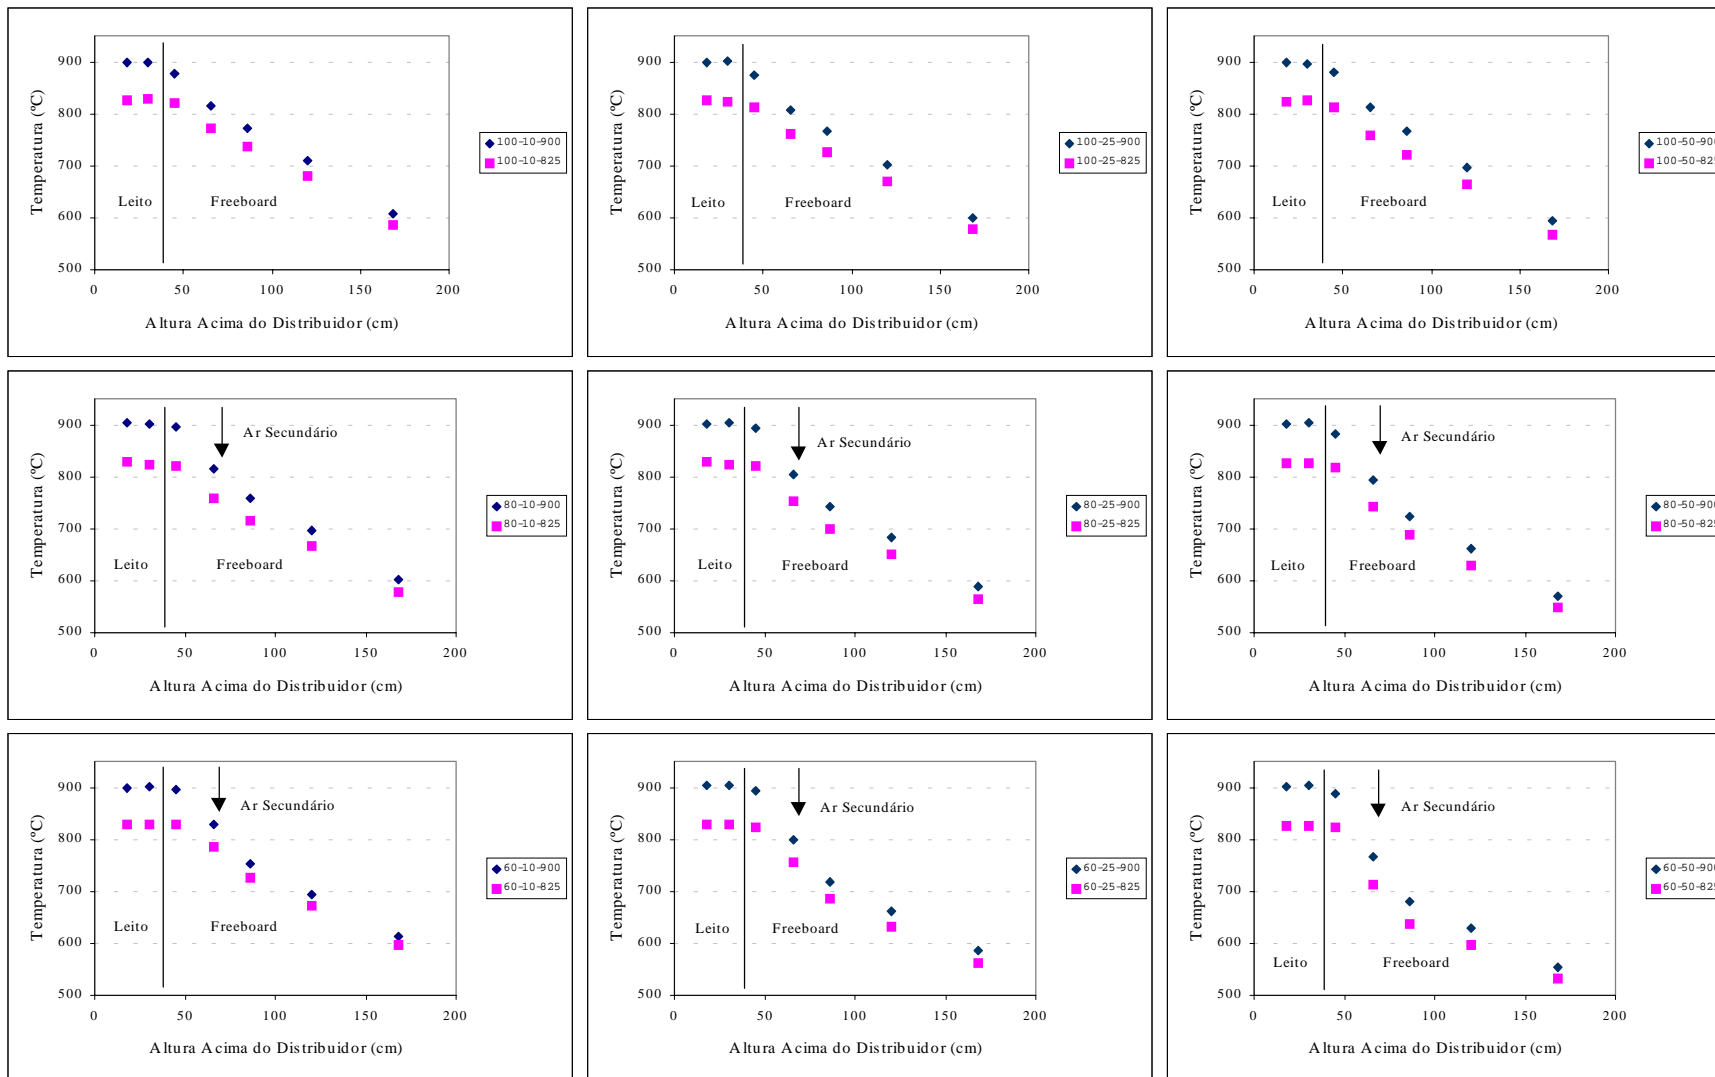 900
800
700
600
500
Temperatura (ºC)
Leito
Freeboard
0 50 100 150 200
Altura Acima do Distribuidor (cm)
100-10-900
100-10-825
900
800
700
600
500
Temperatura (ºC)
Leito
Freeboard
0 50 100 150 200
Altura Acima do Distribuidor (cm)
100-25-900
100-25-825
900
800
700
600
500
Temperatura (ºC)
Leito
Freeboard
0 50 100 150 200
Altura Acima do Distribuidor (cm)
100-50-900
100-50-825
900
800
700
600
500
Temperatura (ºC)
Ar Secundário
Leito
Freeboard
0 50 100 150 200
Altura Acima do Distribuidor (cm)
80-10-900
80-10-825
900
800
700
600
500
Temperatura (ºC)
Ar Secundário
Leito
Freeboard
0 50 100 150 200
Altura Acima do Distribuidor (cm)
80-25-900
80-25-825
900
800
700
600
500
Temperatura (ºC)
Ar Secundário
Leito
Freeboard
0 50 100 150 200
Altura Acima do Distribuidor (cm)
80-50-900
80-50-825
900
800
700
600
500
Temperatura (ºC)
Ar Secundário
Leito
Freeboard
0 50 100 150 200
Altura Acima do Distribuidor (cm)
60-10-900
60-10-825
900
800
700
600
500
Temperatura (ºC)
Ar Secundário
Leito
Freeboard
0 50 100 150 200
Altura Acima do Distribuidor (cm)
60-25-900
60-25-825
900
800
700
600
500
Temperatura (ºC)
Ar Secundário
Leito
Freeboard
0 50 100 150 200
Altura Acima do Distribuidor (cm)
60-50-900
60-50-825